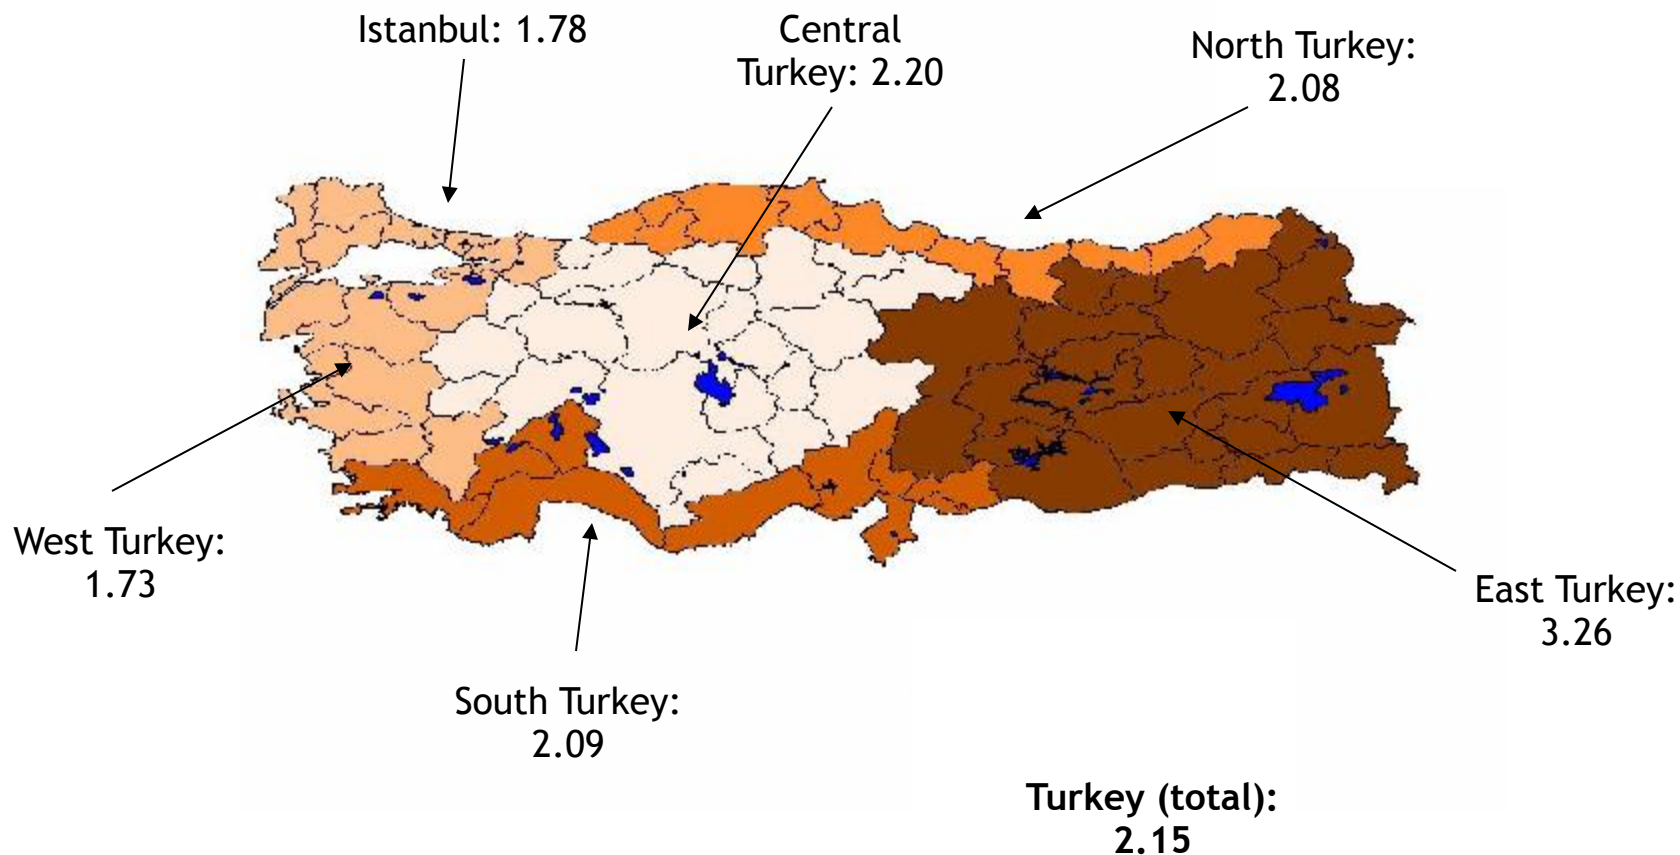 Istanbul: 1.78
Central
Turkey: 2.20
North Turkey:
2.08
West Turkey:
1.73
East Turkey:
3.26
South Turkey:
2.09
Turkey (total):
2.15